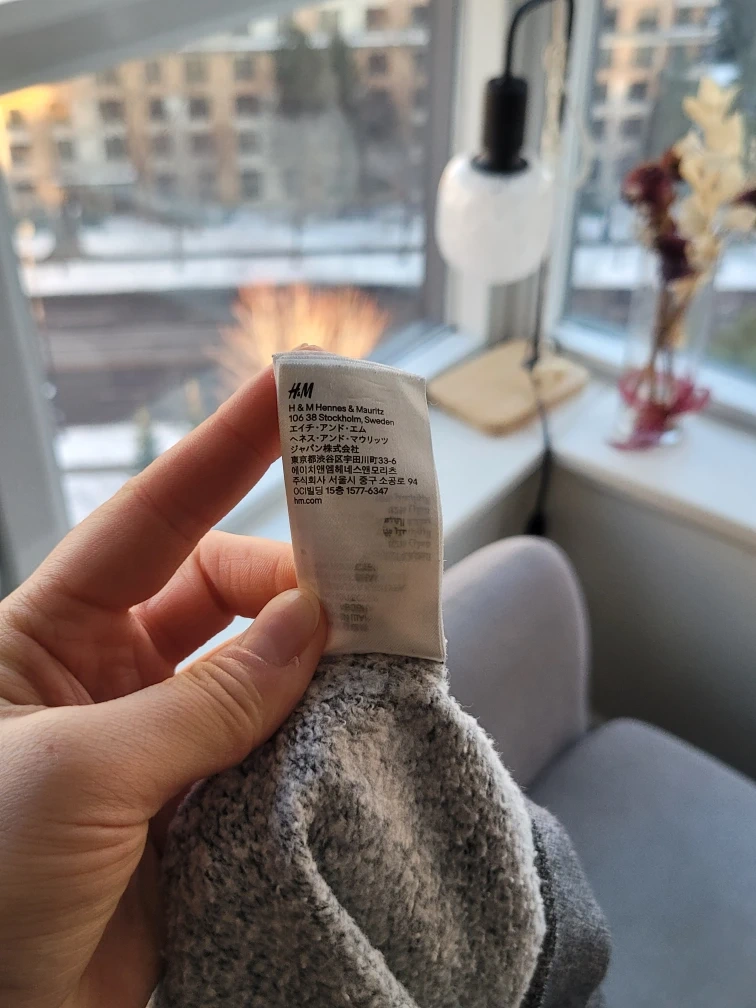 H&M
H & M Hennes & Mauritz
106 38 Stockholm, Sweden
エイチ・アンド・エム
ヘネス・アンド・マウリッツ
ジャパン株式会社
東京都渋谷区宇田川町33-6
에이치앤엠헤네스앤모리츠
주식회사 서울시 중구 소공로 94
OCI빌딩 15층 1577-6347
hm.com